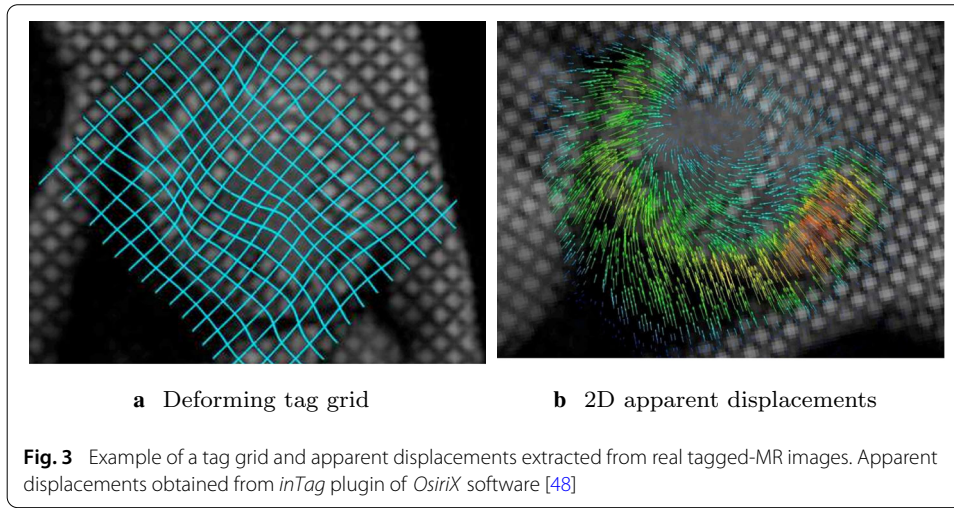 a Deforming tag grid
b 2D apparent displacements
Fig. 3 Example of a tag grid and apparent displacements extracted from real tagged-MR images. Apparent
displacements obtained from inTag plugin of OsiriX software [48]